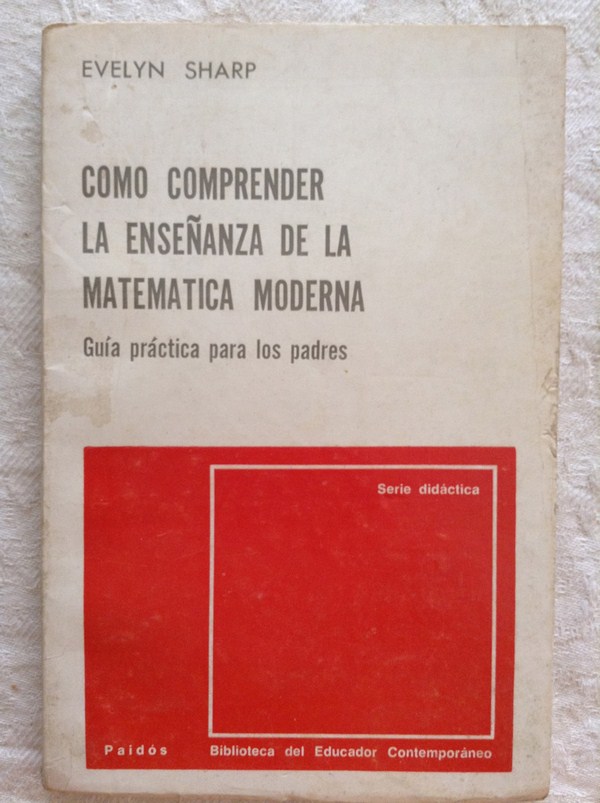 EVELYN SHARP
COMO COMPRENDER
LA ENSEÑANZA DE LA
MATEMATICA MODERNA
Guía práctica para los padres
Serie didáctica
Paidós Biblioteca del Educador Contemporáneo